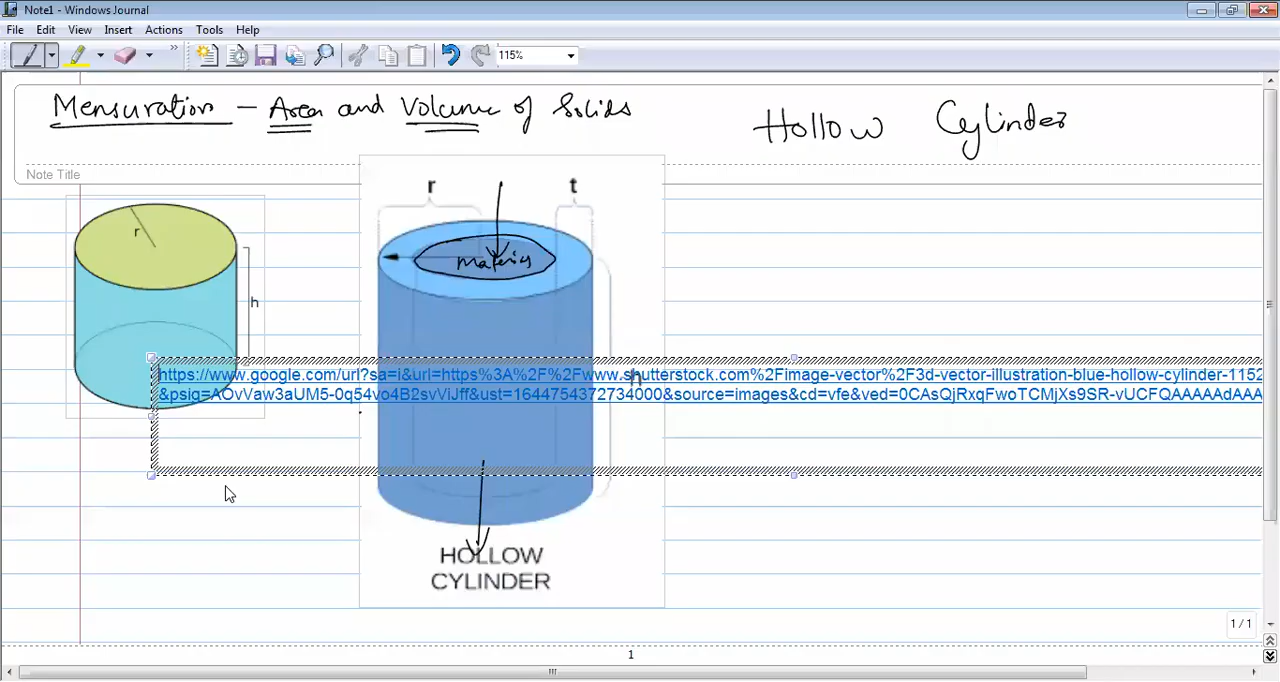 Note1 - Windows Journal
File Edit View Insert Actions Tools Help
115%
Mensuration - Area and Volume of Solids
Hollow Cylinder
Note Title
r
h
r
t
h
https://www.google.com/url?sa=i&url=https%3A%2F%2Fwww.shutterstock.com%2Fimage-vector%2F3d-vector-illustration-blue-hollow-cylinder-1152
&psig=AOvVaw3aUM5-0q54vo4B2svViJff&ust=1644754372734000&source=images&cd=vfe&ved=0CAsQjRxqFwoTCMjXs9SR-vUCFQAAAAAdAAA
HOLLOW
CYLINDER
1 / 1
1